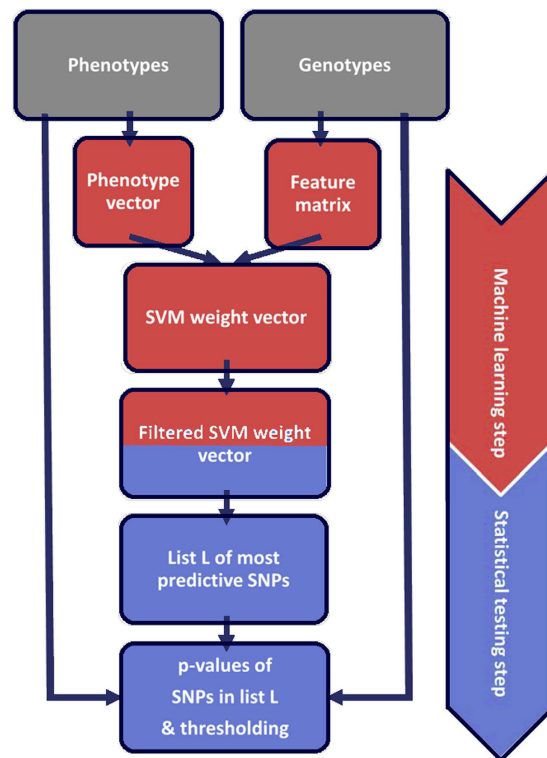 Phenotypes
Genotypes
Phenotype
vector
Feature
matrix
SVM weight vector
Filtered SVM weight
vector
List L of most
predictive SNPs
p-values of
SNPs in list L
& thresholding
Machine learning step
Statistical testing step